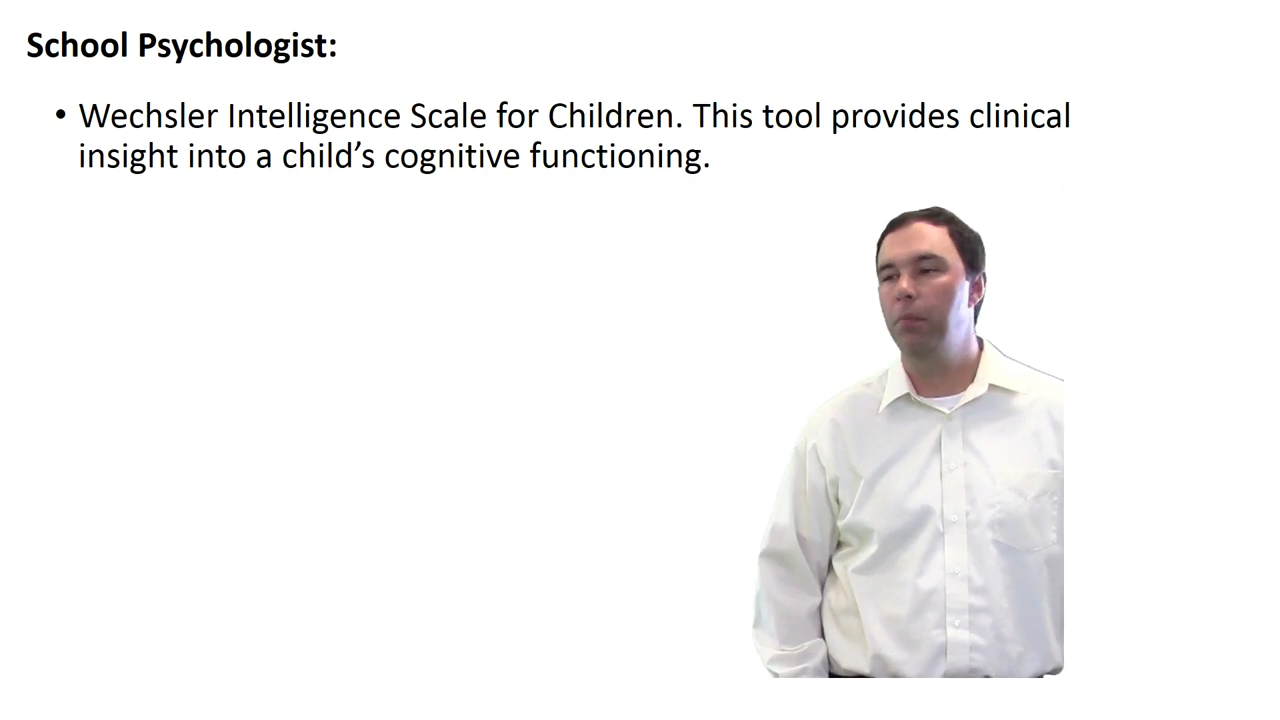 School Psychologist:
• Wechsler Intelligence Scale for Children. This tool provides clinical
insight into a child’s cognitive functioning.